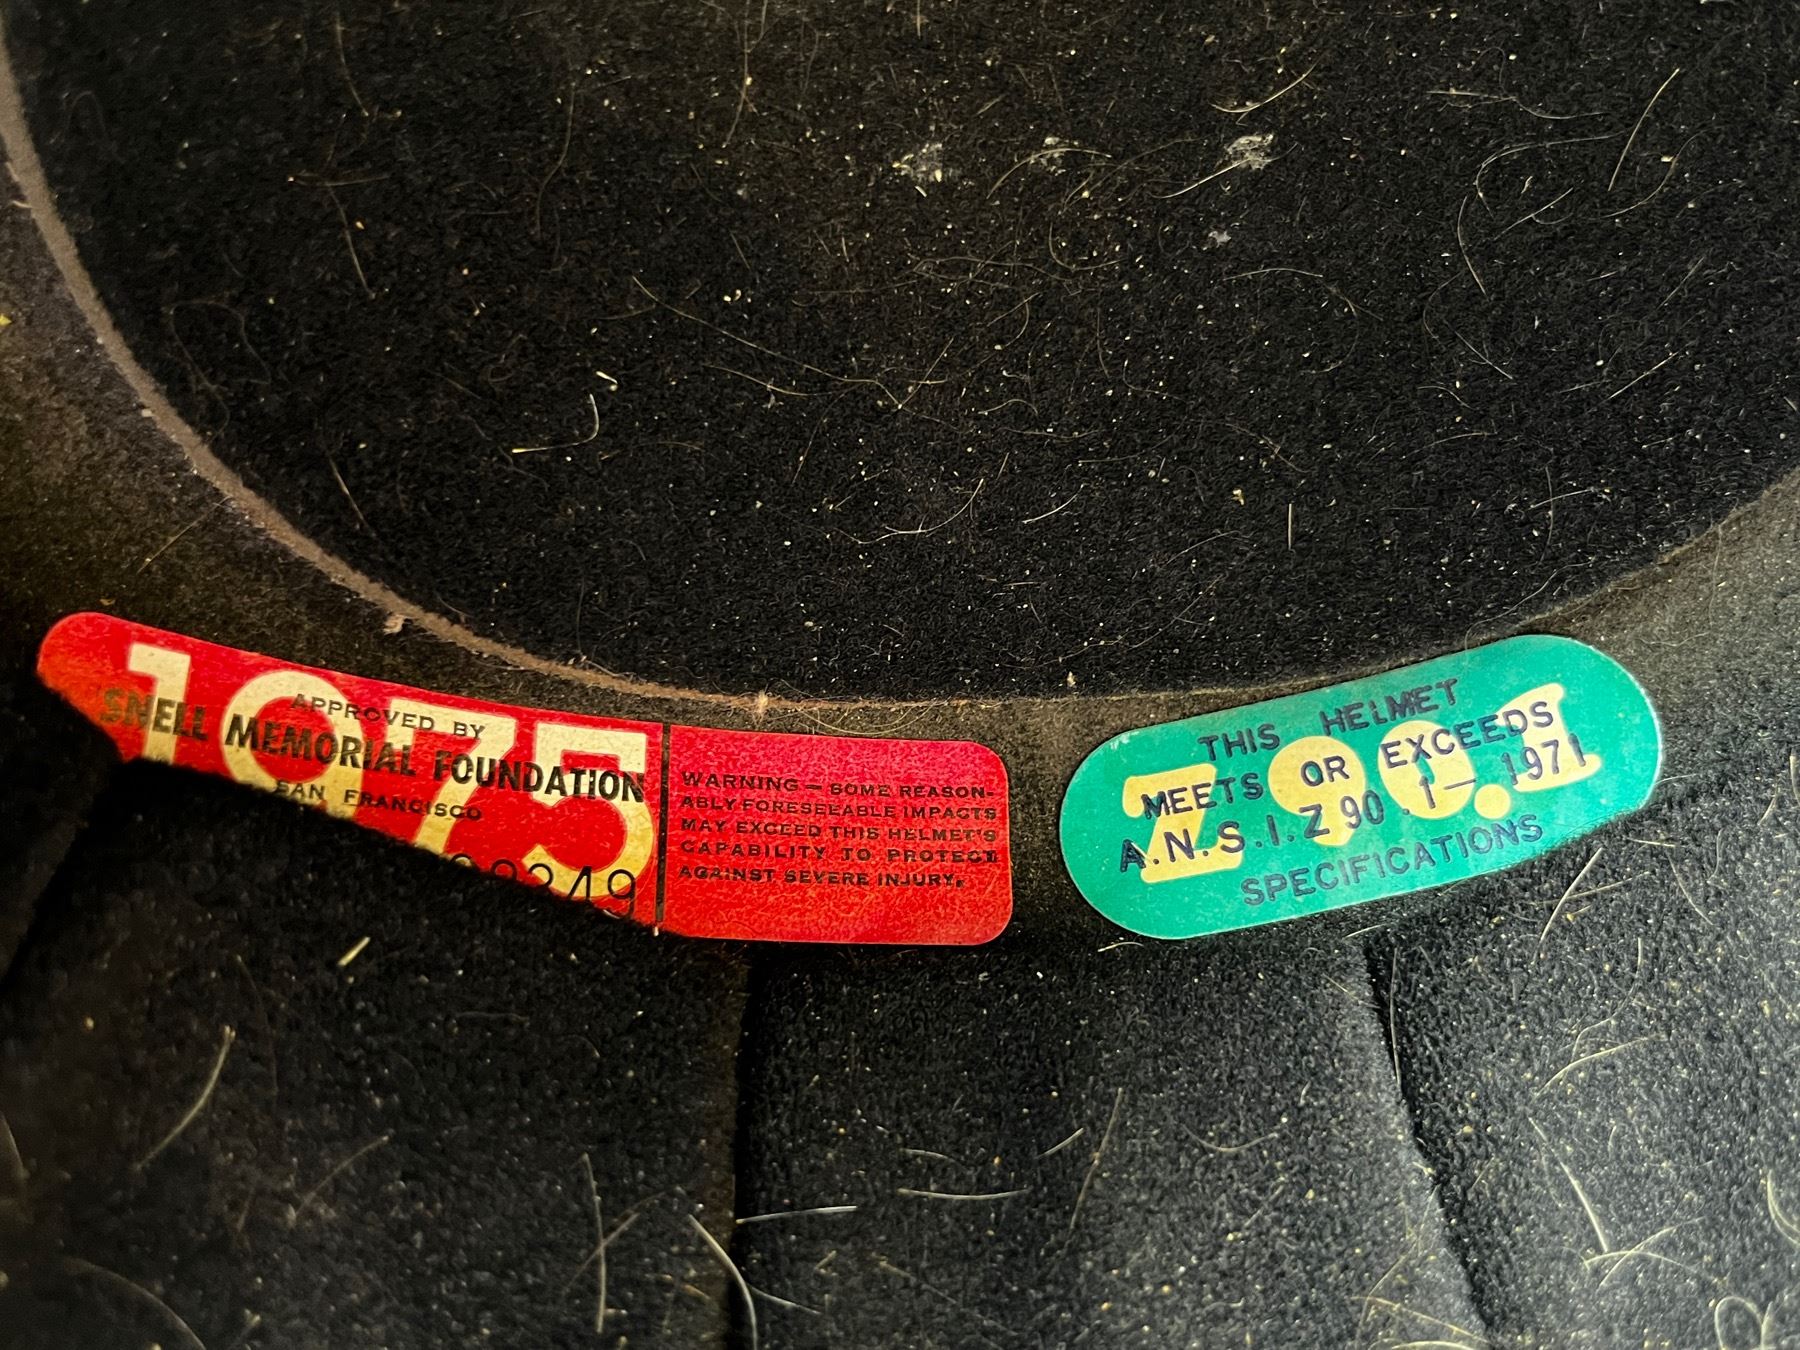 1975
APPROVED BY
SNELL MEMORIAL FOUNDATION
SAN FRANCISCO
WARNING — SOME REASON-
ABLY FORESEEABLE IMPACTS
MAY EXCEED THIS HELMET'S
CAPABILITY TO PROTECT
AGAINST SEVERE INJURY.
Z 90.1
THIS HELMET
MEETS OR EXCEEDS
A.N.S.I. Z 90.1 — 1971
SPECIFICATIONS